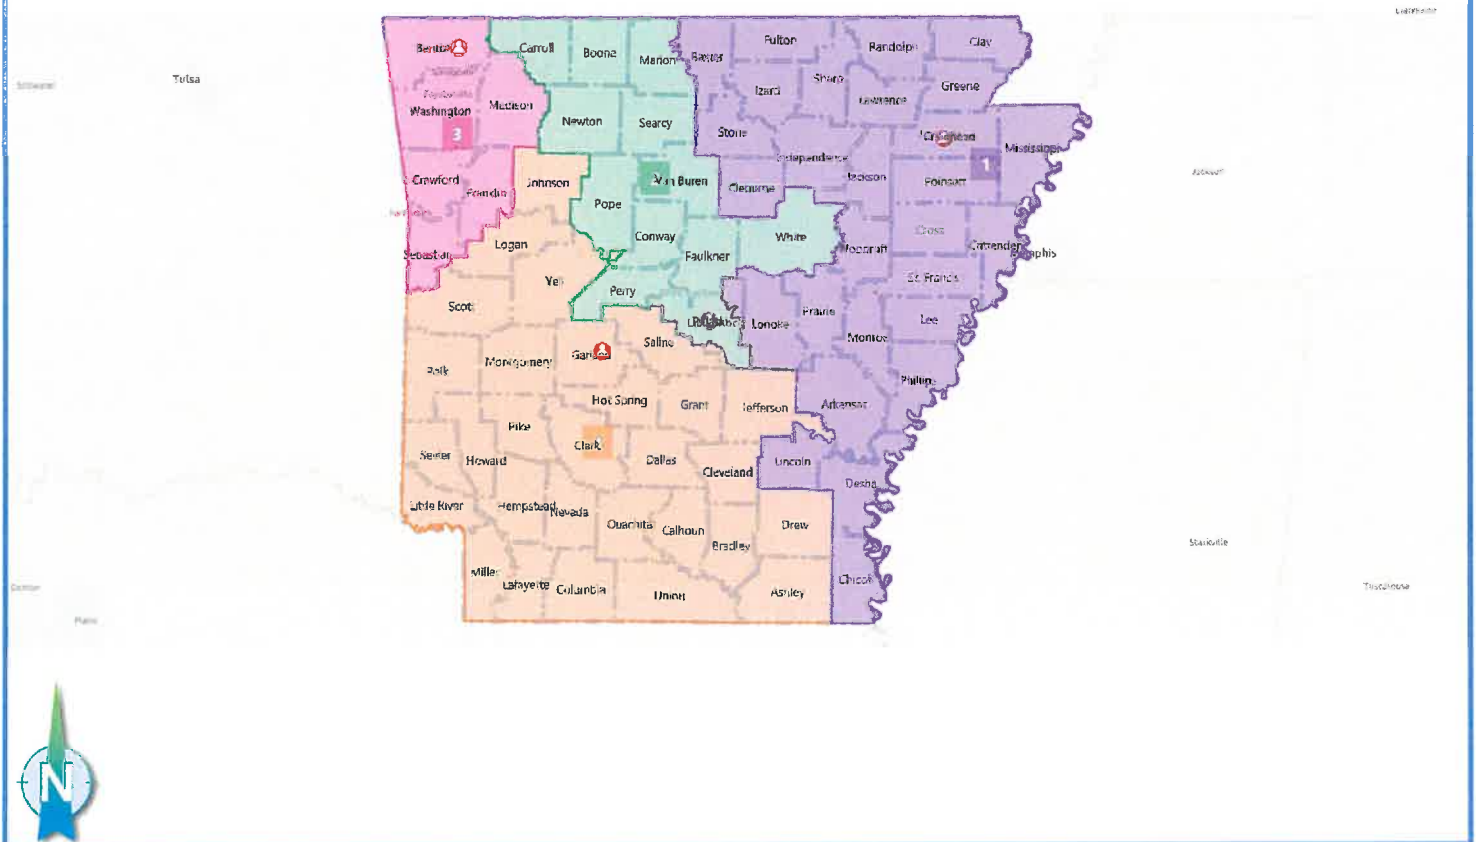 Fulton
Clay
Randolph
Carroll
Boone
Marion
Baxter
Tulsa
Sharp
Izard
Greene
Lawrence
Madison
Washington
Newton
Searcy
Stone
3
Mississippi
Independence
1
Jackson
Crawford
Johnson
Van Buren
Poinsett
Cleburne
Franklin
Pope
Cross
Conway
White
Logan
Crittenden
Woodruff
Sebastian
Faulkner
Memphis
Yell
St. Francis
Perry
Scott
Prairie
Lonoke
Lee
Monroe
Saline
Montgomery
Polk
Phillips
Hot Spring
Grant
Jefferson
Arkansas
Pike
Clark
Sevier
Howard
Dallas
Lincoln
Cleveland
Desha
Little River
Hempstead
Nevada
Ouachita
Calhoun
Drew
Bradley
Starkville
Miller
Lafayette
Columbia
Chicot
Union
Ashley
Tuscaloosa
Plano
N